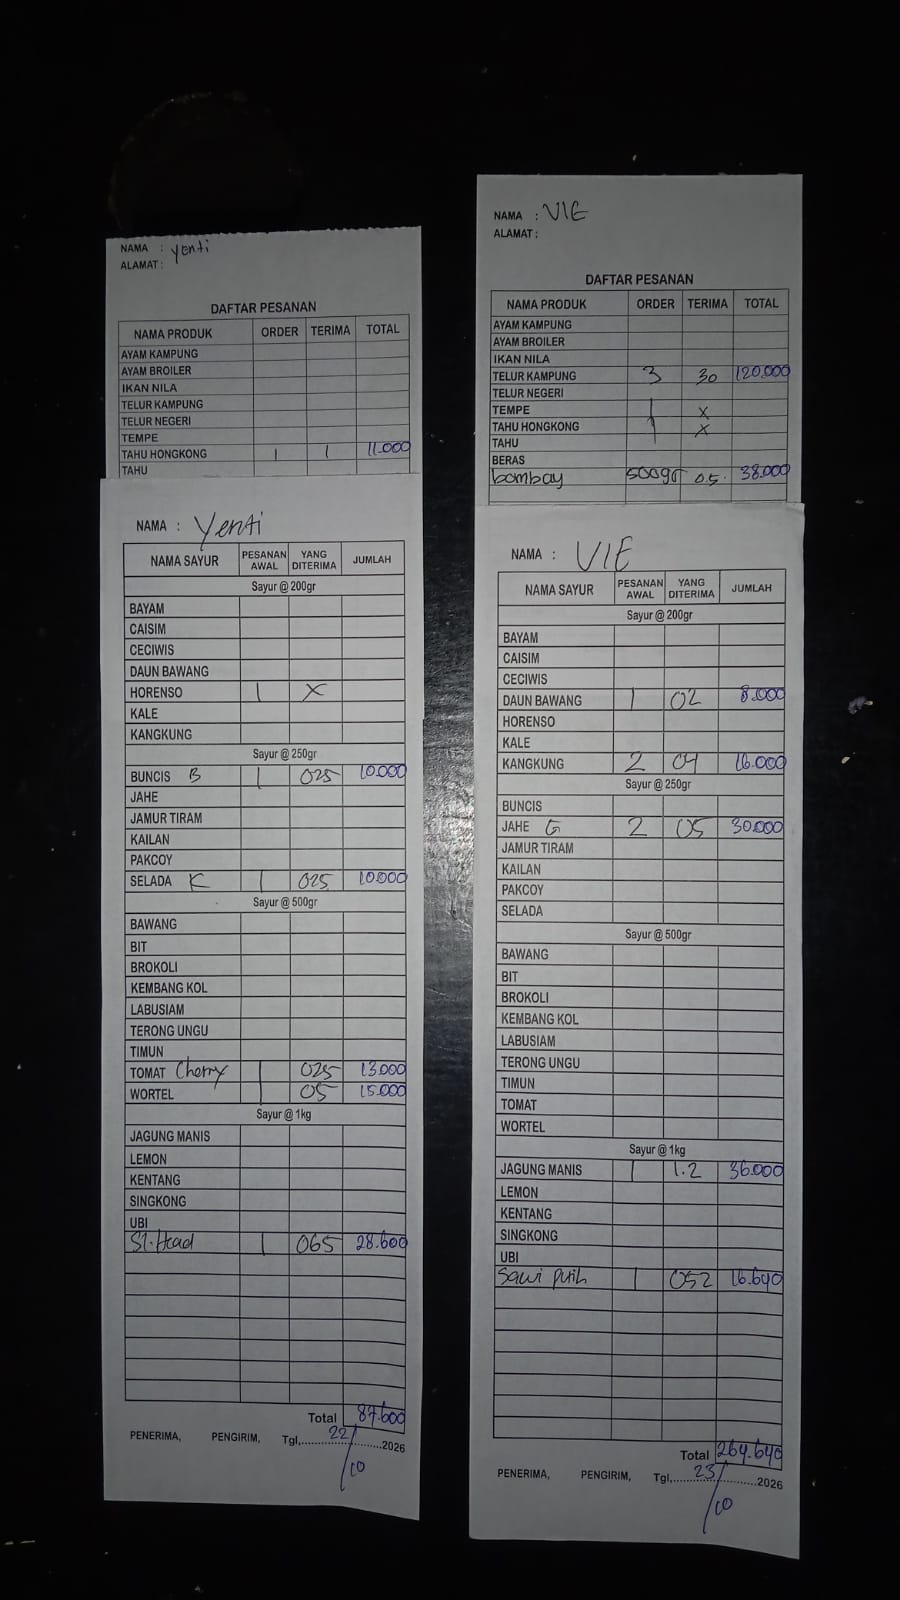 NAMA : Yenti
ALAMAT :
DAFTAR PESANAN
NAMA PRODUK ORDER TERIMA TOTAL
AYAM KAMPUNG
AYAM BROILER
IKAN NILA
TELUR KAMPUNG
TELUR NEGERI
TEMPE
TAHU HONGKONG 1 1 11.000
TAHU
NAMA : Yenti
NAMA SAYUR PESANAN AWAL YANG DITERIMA JUMLAH
Sayur @ 200gr
BAYAM
CAISIM
CECIWIS
DAUN BAWANG
HORENSO 1 X
KALE
KANGKUNG
Sayur @ 250gr
BUNCIS B 1 025 10.000
JAHE
JAMUR TIRAM
KAILAN
PAKCOY
SELADA K 1 025 10.000
Sayur @ 500gr
BAWANG
BIT
BROKOLI
KEMBANG KOL
LABUSIAM
TERONG UNGU
TIMUN
TOMAT Cherry 1 025 13.000
WORTEL 1 05 15.000
Sayur @ 1kg
JAGUNG MANIS
LEMON
KENTANG
SINGKONG
UBI
Sl. Head 1 065 28.600
Total 87.600
PENERIMA, PENGIRIM, Tgl,...22/10...2026
NAMA : VIE
ALAMAT :
DAFTAR PESANAN
NAMA PRODUK ORDER TERIMA TOTAL
AYAM KAMPUNG
AYAM BROILER
IKAN NILA
TELUR KAMPUNG 3 30 120.000
TELUR NEGERI
TEMPE 1 X
TAHU HONGKONG 1 X
TAHU
BERAS
bombay 500gr 0.5. 38.000
NAMA : VIE
NAMA SAYUR PESANAN AWAL YANG DITERIMA JUMLAH
Sayur @ 200gr
BAYAM
CAISIM
CECIWIS
DAUN BAWANG 1 02 8.000
HORENSO
KALE
KANGKUNG 2 04 16.000
Sayur @ 250gr
BUNCIS
JAHE G 2 05 30.000
JAMUR TIRAM
KAILAN
PAKCOY
SELADA
Sayur @ 500gr
BAWANG
BIT
BROKOLI
KEMBANG KOL
LABUSIAM
TERONG UNGU
TIMUN
TOMAT
WORTEL
Sayur @ 1kg
JAGUNG MANIS 1 1.2 36.000
LEMON
KENTANG
SINGKONG
UBI
Sawi putih 1 052 16.640
Total 264.640
PENERIMA, PENGIRIM, Tgl,...23/10...2026